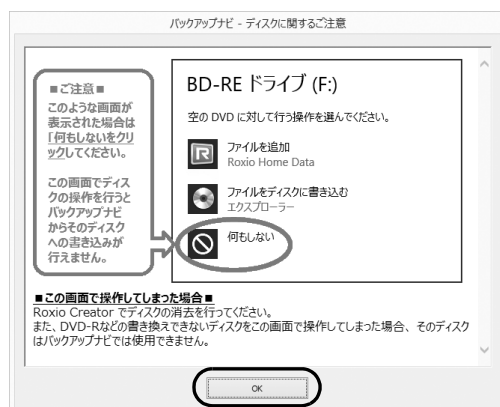 バックアップナビ - ディスクに関するご注意
■ご注意■
このような画面が
表示された場合は
「何もしないをクリ
ックしてください。
この画面でディス
クの操作を行うと
バックアップナビ
からそのディスク
への書き込みが
行えません。
BD-RE ドライブ (F:)
空の DVD に対して行う操作を選んでください。
ファイルを追加
Roxio Home Data
ファイルをディスクに書き込む
エクスプローラー
何もしない
■この画面で操作してしまった場合■
Roxio Creator でディスクの消去を行ってください。
また、DVD-Rなどの書き換えできないディスクをこの画面で操作してしまった場合、そのディスク
はバックアップナビでは使用できません。
OK